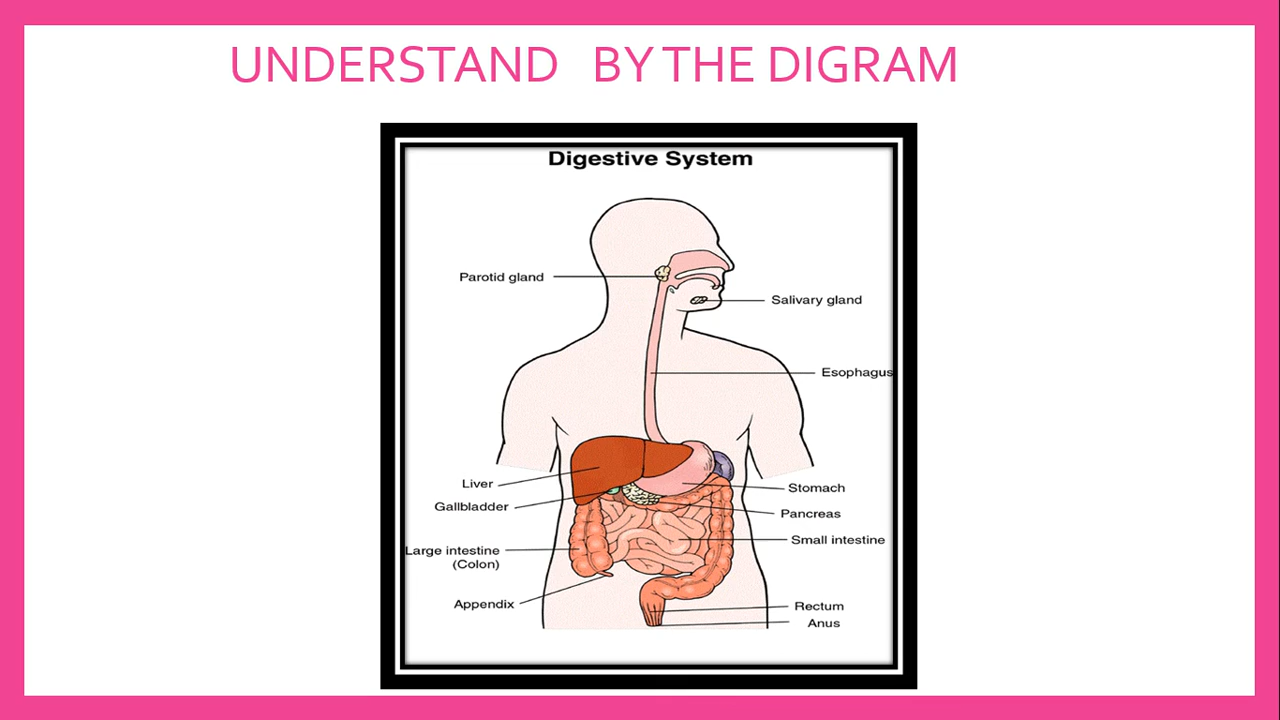 UNDERSTAND BY THE DIGRAM
Digestive System
Parotid gland
Salivary gland
Esophagus
Liver
Stomach
Gallbladder
Pancreas
Small intestine
Large intestine
(Colon)
Appendix
Rectum
Anus